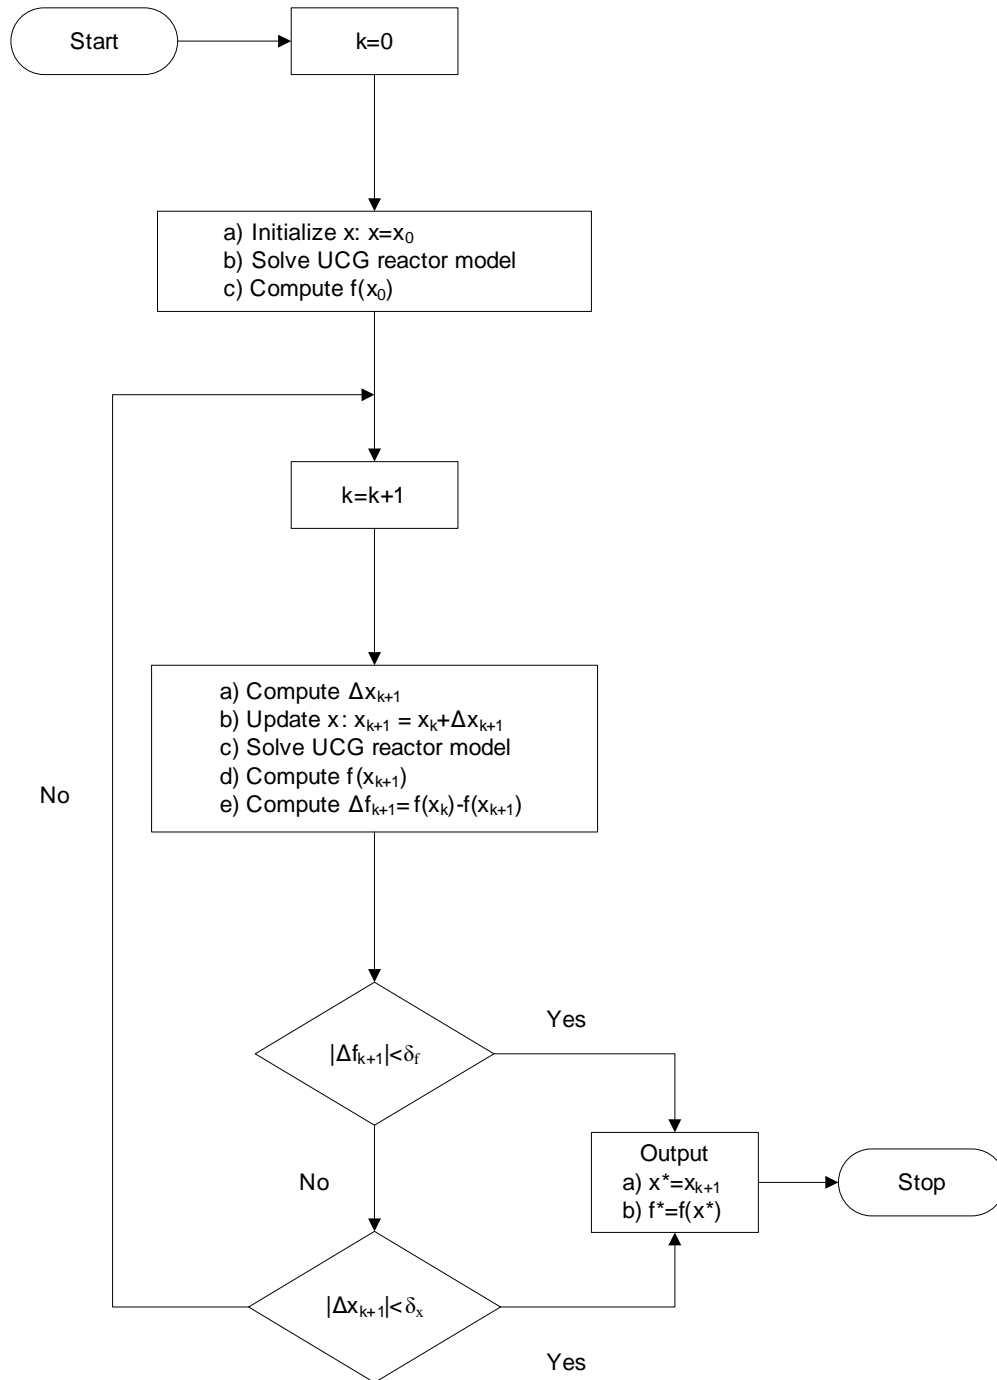 Start
k=0
a) Initialize x: x=x₀
b) Solve UCG reactor model
c) Compute f(x₀)
k=k+1
a) Compute Δxₖ₊₁
b) Update x: xₖ₊₁ = xₖ+Δxₖ₊₁
c) Solve UCG reactor model
d) Compute f(xₖ₊₁)
e) Compute Δfₖ₊₁=f(xₖ)-f(xₖ₊₁)
No
|Δfₖ₊₁|<δ_f
Yes
No
Output
a) x*=xₖ₊₁
b) f*=f(x*)
Stop
|Δxₖ₊₁|<δₓ
Yes